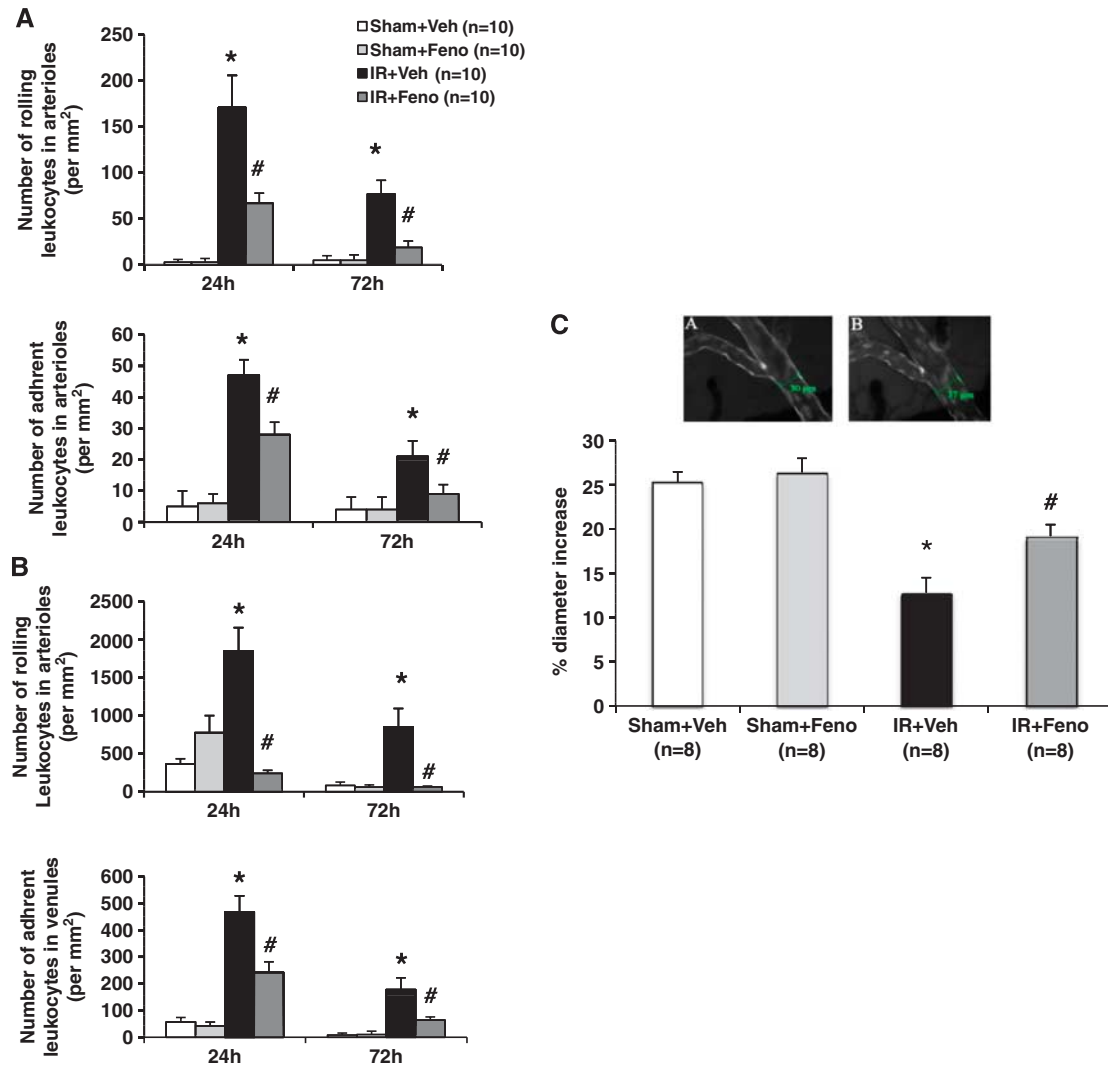 A
Sham+Veh (n=10)
Sham+Feno (n=10)
IR+Veh (n=10)
IR+Feno (n=10)
Number of rolling
leukocytes in arterioles
(per mm²)
250
200
150
100
50
0
*
#
*
#
24h
72h
Number of adhrent
leukocytes in arterioles
(per mm²)
60
50
40
30
20
10
0
*
#
*
#
24h
72h
B
Number of rolling
Leukocytes in arterioles
(per mm²)
2500
2000
1500
1000
500
0
*
#
*
#
24h
72h
Number of adhrent
leukocytes in venules
(per mm²)
600
500
400
300
200
100
0
*
#
*
#
24h
72h
C
A
B
% diameter increase
30
25
20
15
10
5
0
*
#
Sham+Veh
(n=8)
Sham+Feno
(n=8)
IR+Veh
(n=8)
IR+Feno
(n=8)